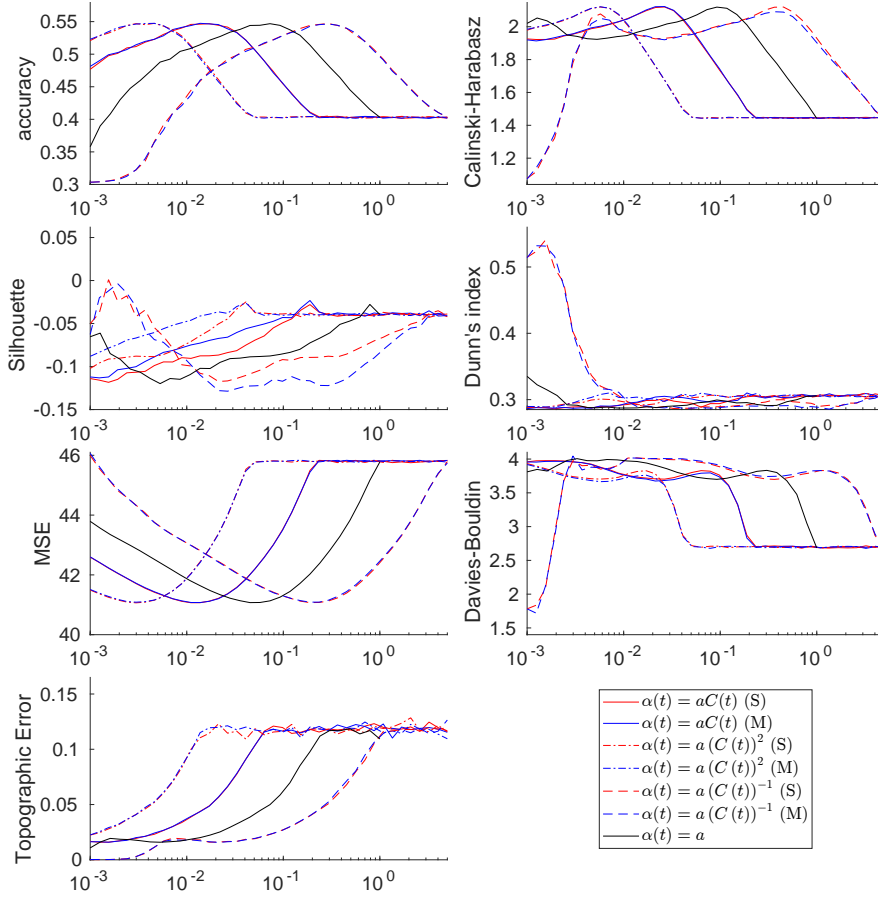 0.55
0.5
0.45
0.4
0.35
0.3
accuracy
10^-3 10^-2 10^-1 10^0
2
1.8
1.6
1.4
1.2
Calinski-Harabasz
10^-3 10^-2 10^-1 10^0
0.05
0
-0.05
-0.1
-0.15
Silhouette
10^-3 10^-2 10^-1 10^0
0.5
0.4
0.3
Dunn's index
10^-3 10^-2 10^-1 10^0
46
44
42
40
MSE
10^-3 10^-2 10^-1 10^0
4
3.5
3
2.5
2
1.5
Davies-Bouldin
10^-3 10^-2 10^-1 10^0
0.15
0.1
0.05
0
Topographic Error
10^-3 10^-2 10^-1 10^0
α(t) = aC(t) (S)
α(t) = aC(t) (M)
α(t) = a (C (t))^2 (S)
α(t) = a (C (t))^2 (M)
α(t) = a (C (t))^-1 (S)
α(t) = a (C (t))^-1 (M)
α(t) = a